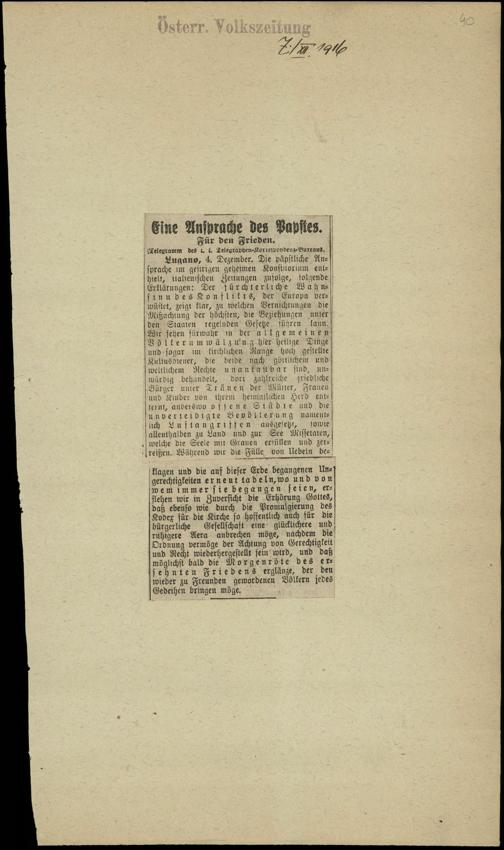 90
Österr. Volkszeitung
7./XII. 1916
Eine Ansprache des Papstes.
Für den Frieden.
(Telegramm des k. k. Telegraphen-Korrespondenz-Bureaus.
Lugano, 4. Dezember. Die päpstliche An-
sprache im gestrigen geheimen Konsistorium ent-
hielt, italienischen Zeitungen zufolge, folgende
Erklärungen: Der fürchterliche Wahn-
sinn des Konflikts, der Europa ver-
wüstet, zeigt klar, zu welchen Vernichtungen die
Mißachtung der höchsten, die Beziehungen unter
den Staaten regelnden Gesetze führen kann.
Wir sehen fürwahr in der allgemeinen
Völkerumwälzung hier heilige Dinge
und sogar im kirchlichen Range hoch gestellte
Kultusdiener, die beide nach göttlichem und
weltlichem Rechte unantastbar sind, un-
würdig behandelt, dort zahlreiche friedliche
Bürger unter Tränen der Mütter, Frauen
und Kinder von ihrem heimatlichen Herd ent-
fernt, anderswo offene Städte und die
unverteidigte Bevölkerung nament-
lich Luftangriffen ausgesetzt, sowie
allenthalben zu Land und zur See Missetaten,
welche die Seele mit Grauen erfüllen und zer-
reißen. Während wir die Fülle von Uebeln be-
klagen und die auf dieser Erde begangenen Un-
gerechtigkeiten erneut tadeln, wo und von
wem immer sie begangen seien, er-
flehen wir in Zuversicht die Erhörung Gottes,
daß ebenso wie durch die Promulgierung des
Kodex für die Kirche so hoffentlich auch für die
bürgerliche Gesellschaft eine glücklichere und
ruhigere Aera anbrechen möge, nachdem die
Ordnung vermöge der Achtung von Gerechtigkeit
und Recht wiederhergestellt sein wird, und daß
möglichst bald die Morgenröte des er-
sehnten Friedens erglänze, der den
wieder zu Freunden gewordenen Völkern jedes
Gedeihen bringen möge.